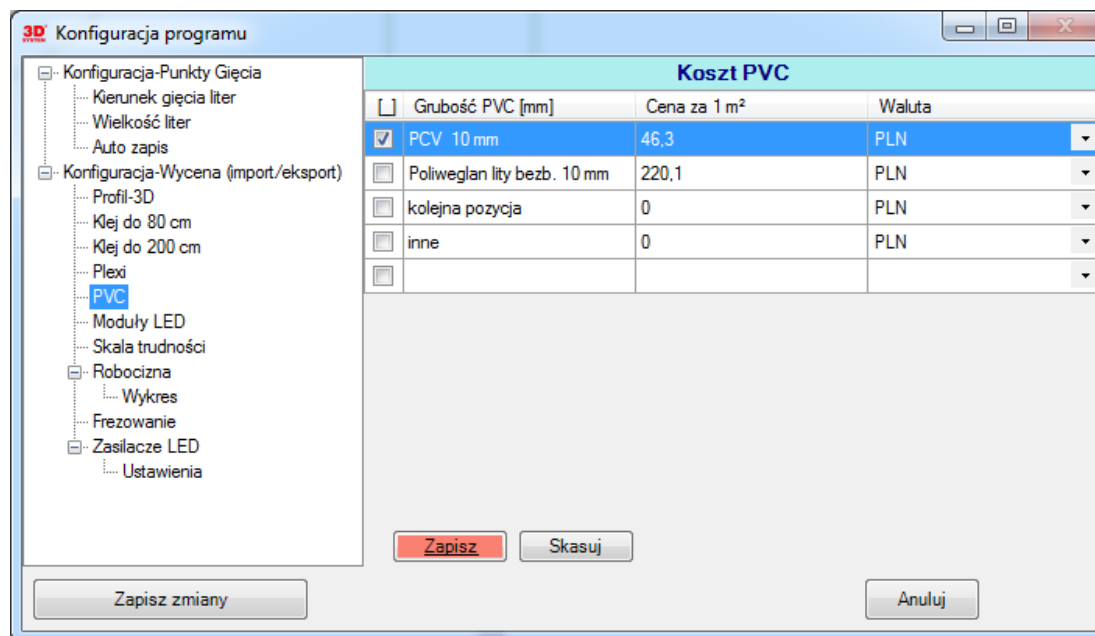 3D SYSTEM Konfiguracja programu
Konfiguracja-Punkty Gięcia
Kierunek gięcia liter
Wielkość liter
Auto zapis
Konfiguracja-Wycena (import/eksport)
Profil-3D
Klej do 80 cm
Klej do 200 cm
Plexi
PVC
Moduły LED
Skala trudności
Robocizna
Wykres
Frezowanie
Zasilacze LED
Ustawienia
Koszt PVC
[_] Grubość PVC [mm] Cena za 1 m² Waluta
PCV 10 mm 46,3 PLN
Poliweglan lity bezb. 10 mm 220,1 PLN
kolejna pozycja 0 PLN
inne 0 PLN
Zapisz Skasuj
Zapisz zmiany Anuluj